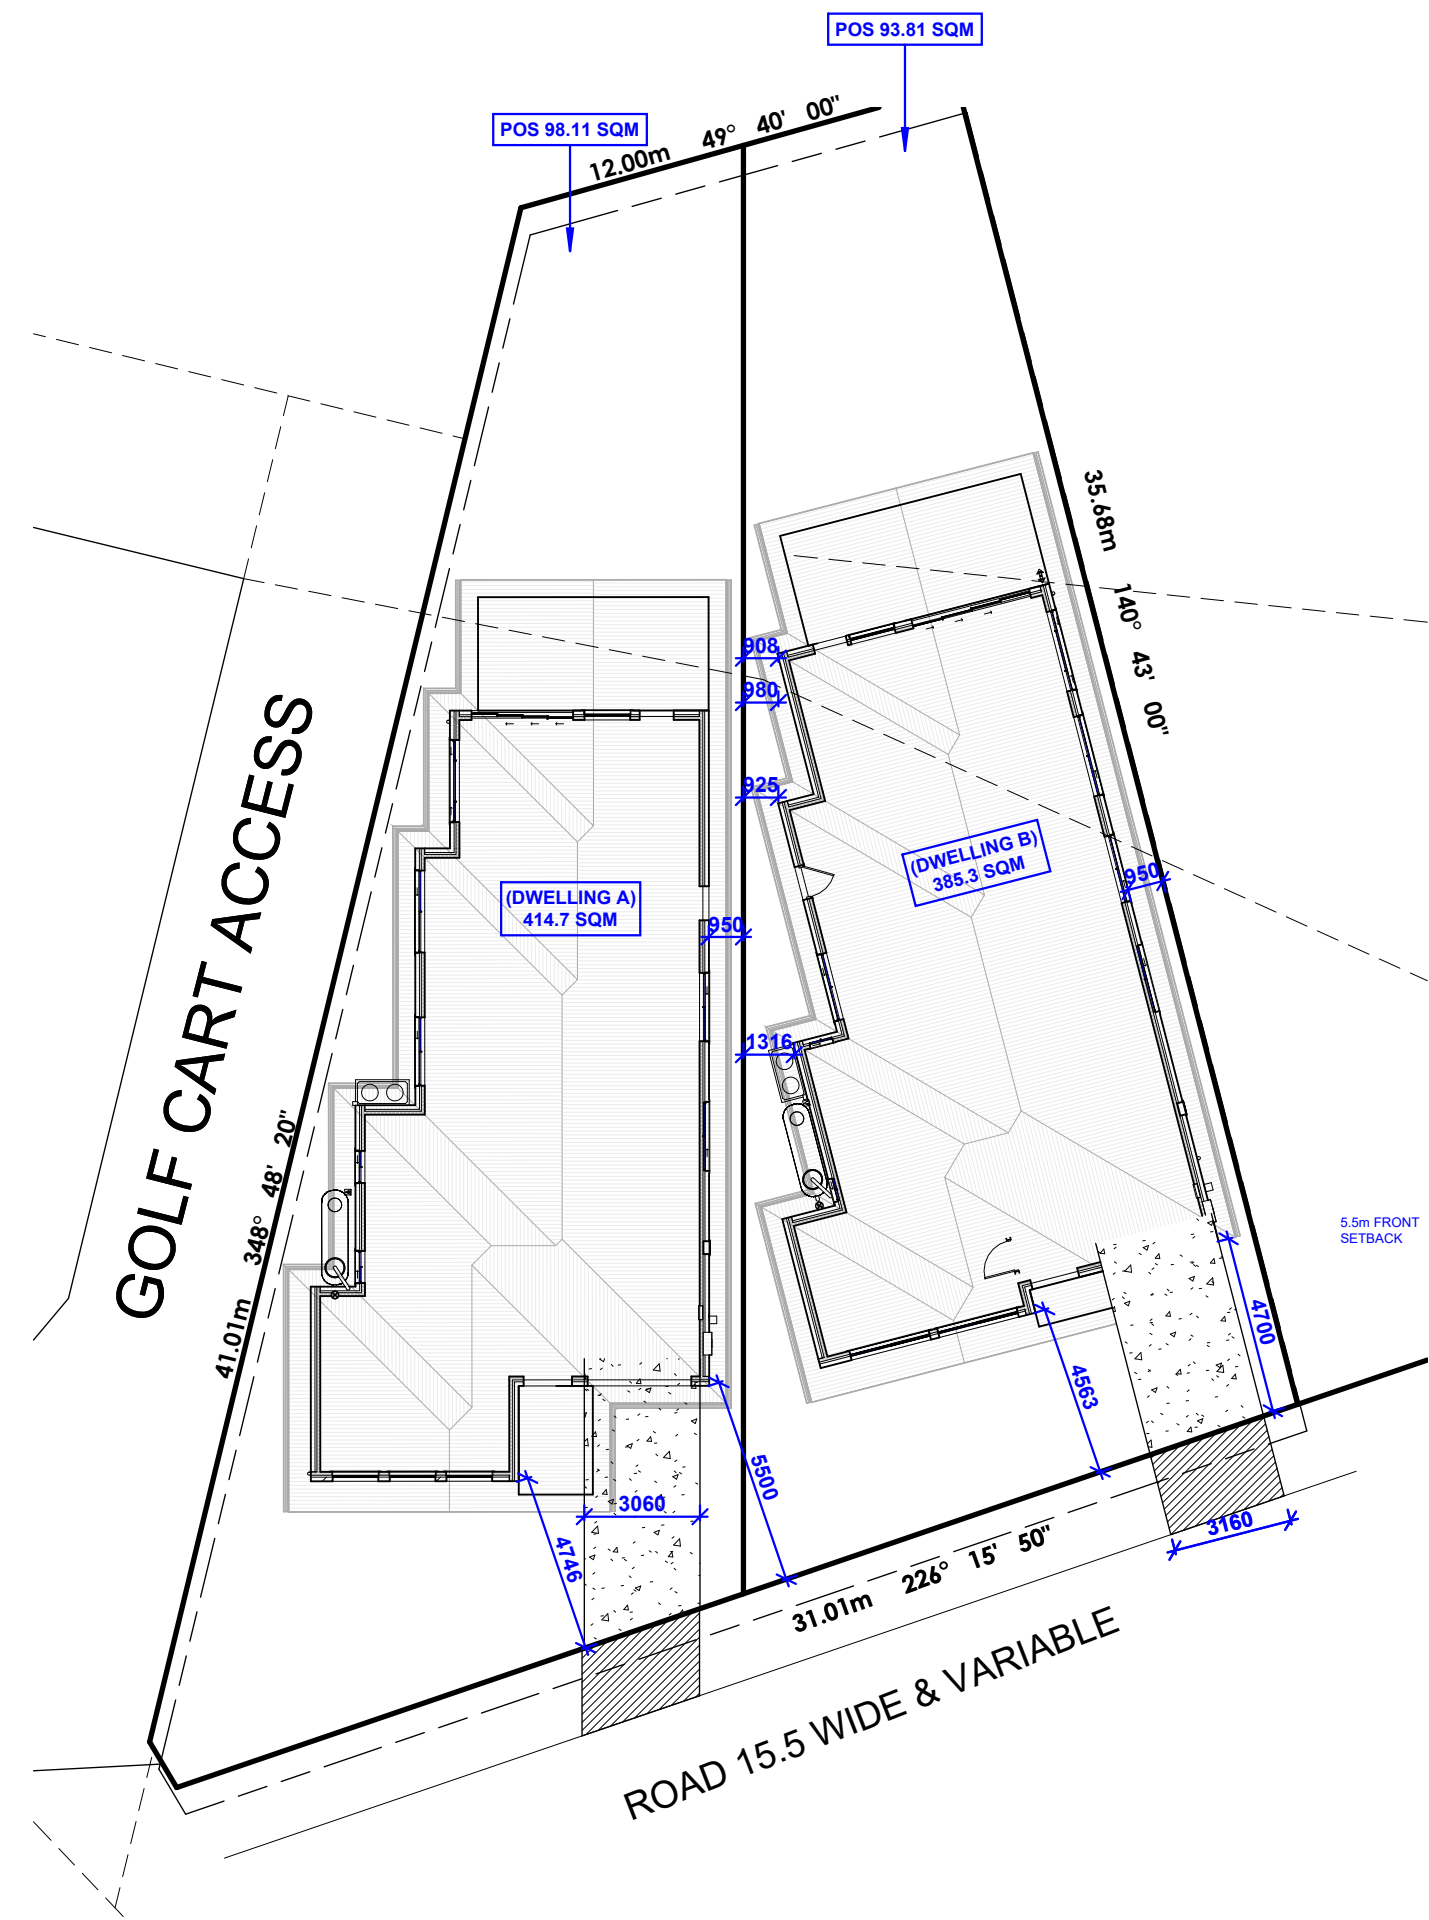 POS 93.81 SQM
POS 98.11 SQM
12.00m 49° 40' 00"
35.68m 140° 43' 00"
908
980
925
(DWELLING B)
385.3 SQM
950
(DWELLING A)
414.7 SQM
950
1316
GOLF CART ACCESS
41.01m 348° 48' 20"
5.5m FRONT
SETBACK
4700
4563
5500
3060
4746
3160
31.01m 226° 15' 50"
ROAD 15.5 WIDE & VARIABLE